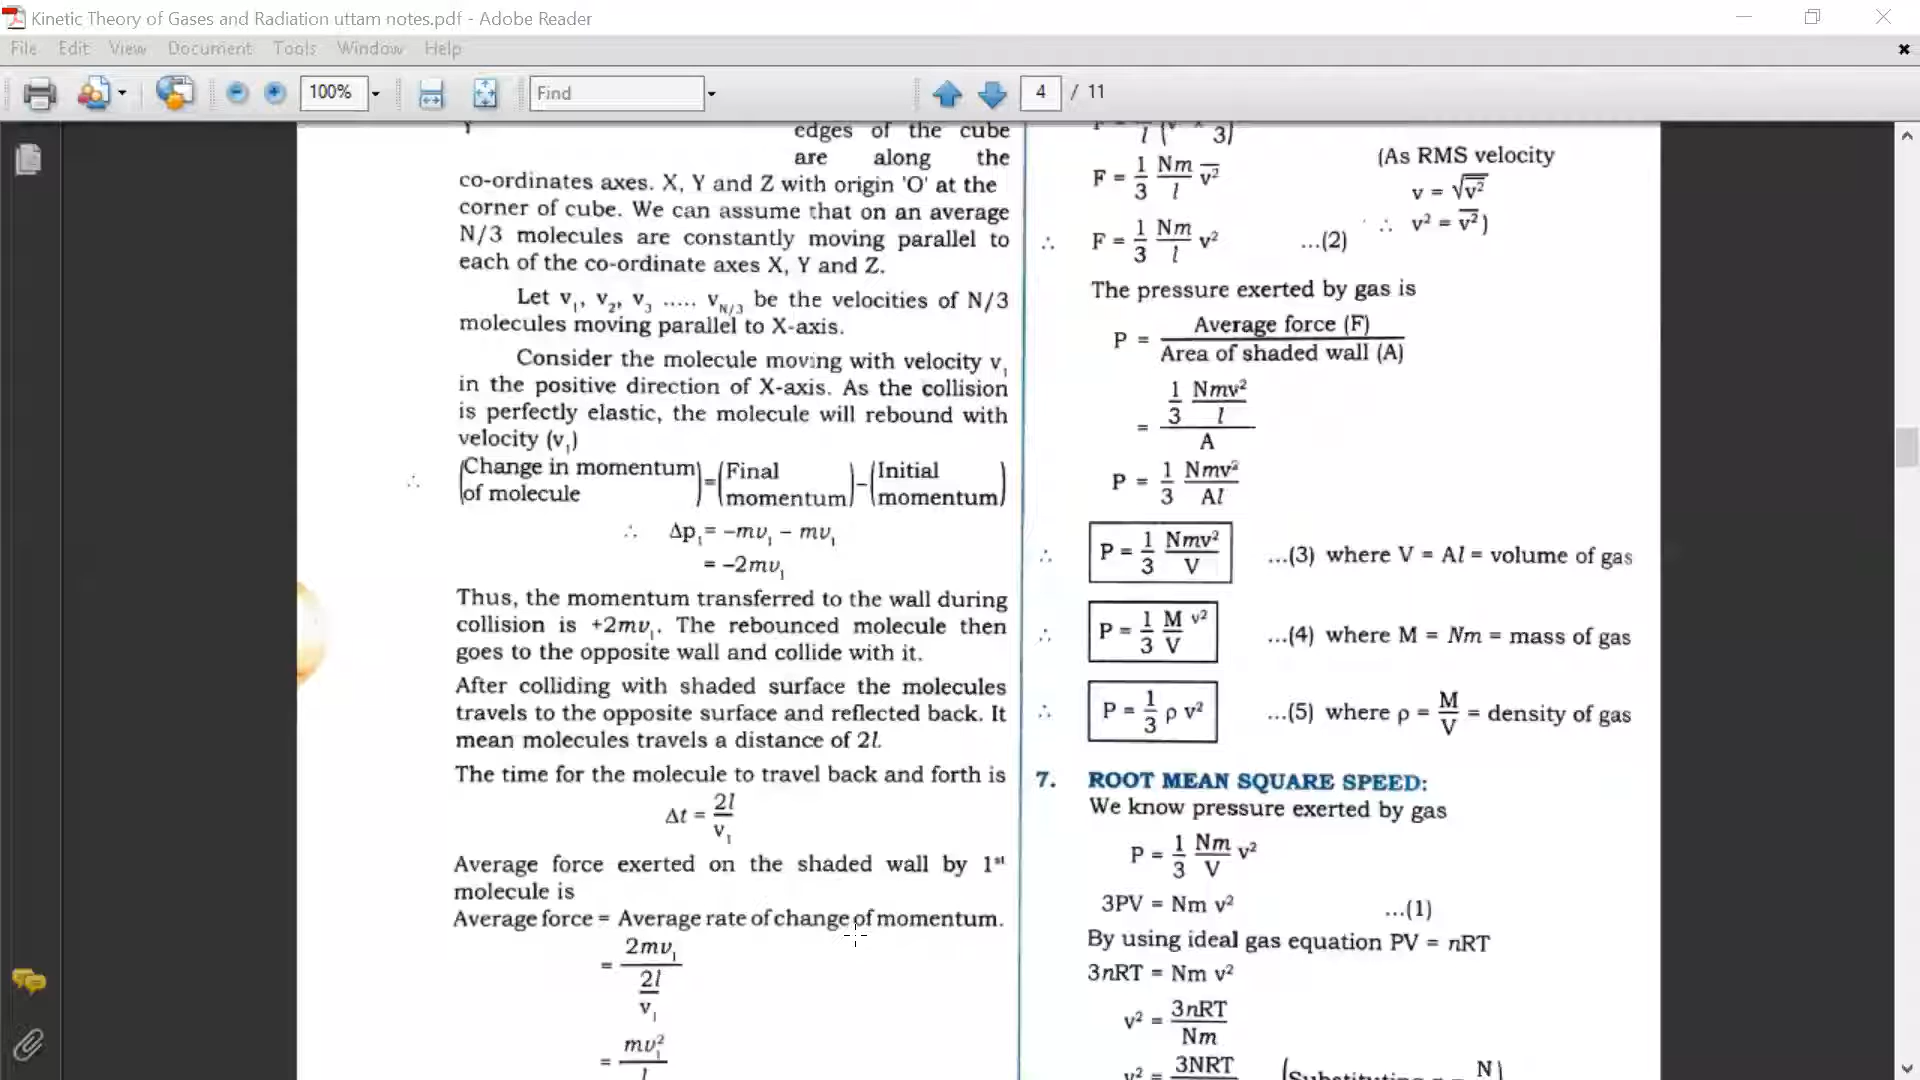 Kinetic Theory of Gases and Radiation uttam notes.pdf - Adobe Reader
File Edit View Document Tools Window Help
100% Find 4 / 11
edges of the cube
are along the
co-ordinates axes. X, Y and Z with origin 'O' at the
corner of cube. We can assume that on an average
N/3 molecules are constantly moving parallel to
each of the co-ordinate axes X, Y and Z.
Let v₁, v₂, v₃ ..... v_N/3 be the velocities of N/3
molecules moving parallel to X-axis.
Consider the molecule moving with velocity v₁
in the positive direction of X-axis. As the collision
is perfectly elastic, the molecule will rebound with
velocity (v₁)
∴ (Change in momentum of molecule) = (Final momentum) – (Initial momentum)
∴ Δp₁ = –mv₁ – mv₁
= –2mv₁
Thus, the momentum transferred to the wall during
collision is +2mv₁. The rebounced molecule then
goes to the opposite wall and collide with it.
After colliding with shaded surface the molecules
travels to the opposite surface and reflected back. It
mean molecules travels a distance of 2l.
The time for the molecule to travel back and forth is
Δt = 2l/v₁
Average force exerted on the shaded wall by 1st
molecule is
Average force = Average rate of change of momentum.
= 2mv₁ / (2l/v₁)
= mv₁²/l
F = 1/3 Nm/l v̅²̅ (As RMS velocity
v = √v̅²̅
∴ v² = v̅²̅)
∴ F = 1/3 Nm/l v² ...(2)
The pressure exerted by gas is
P = Average force (F) / Area of shaded wall (A)
= (1/3 Nmv²/l) / A
P = 1/3 Nmv²/Al
∴ P = 1/3 Nmv²/V ...(3) where V = Al = volume of gas
∴ P = 1/3 M/V v² ...(4) where M = Nm = mass of gas
∴ P = 1/3 ρ v² ...(5) where ρ = M/V = density of gas
7. ROOT MEAN SQUARE SPEED:
We know pressure exerted by gas
P = 1/3 Nm/V v²
3PV = Nm v² ...(1)
By using ideal gas equation PV = nRT
3nRT = Nm v²
v² = 3nRT/Nm
v² = 3NRT